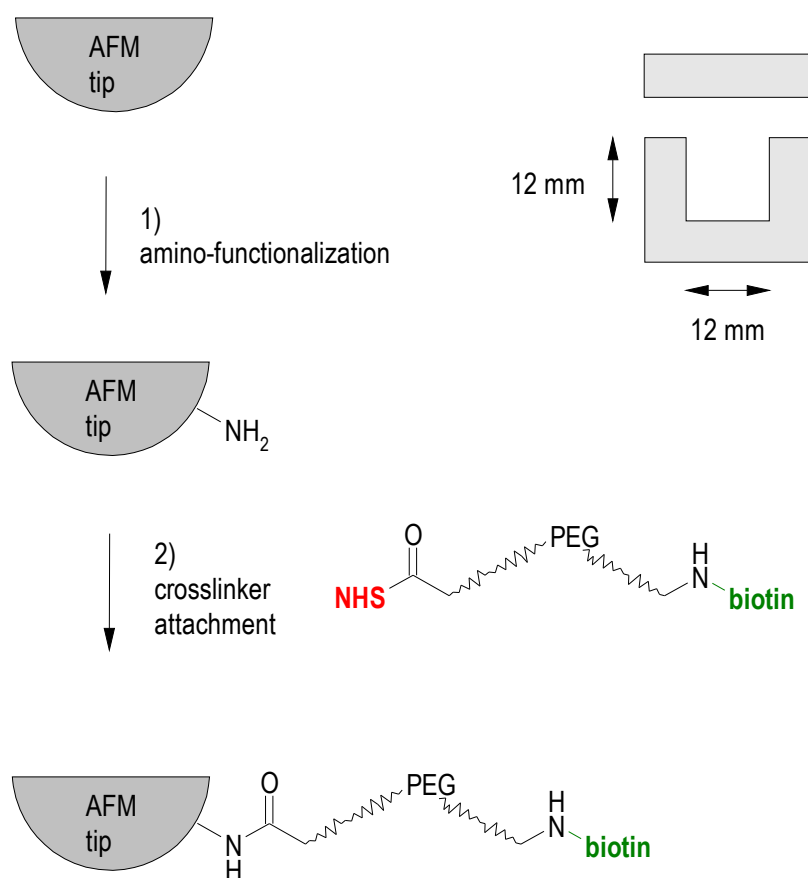 AFM
tip
12 mm
12 mm
1)
amino-functionalization
AFM
tip
NH2
2)
crosslinker
attachment
O
PEG
H
N
NHS
biotin
AFM
tip
O
PEG
H
N
N
H
biotin